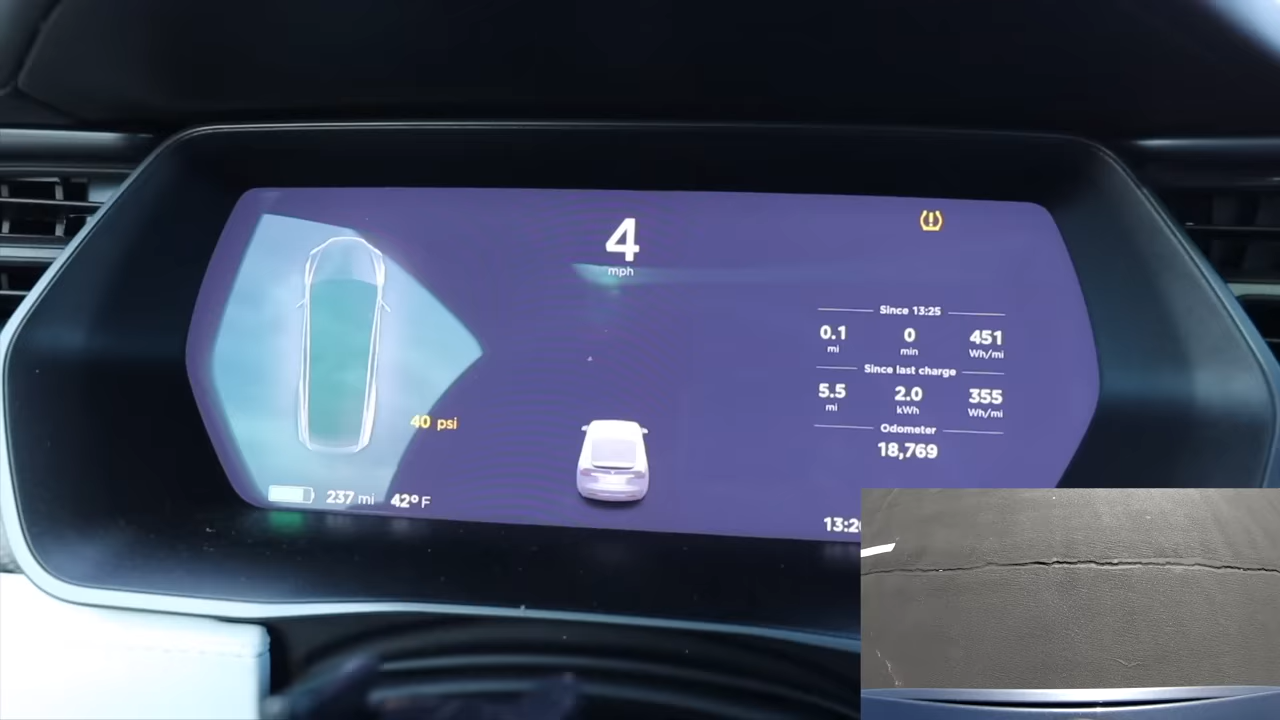 4
mph
Since 13:25
0.1 0 451
mi min Wh/mi
Since last charge
5.5 2.0 355
mi kWh Wh/mi
Odometer
18,769
40 psi
237 mi 42° F